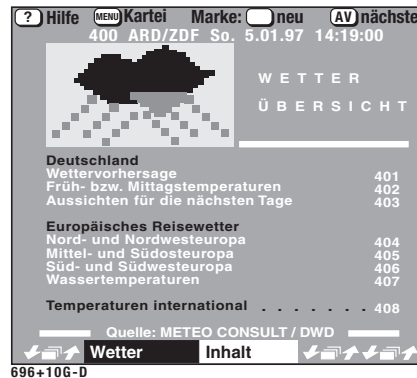 ? Hilfe MENU Kartei Marke: neu AV nächste
400 ARD/ZDF So. 5.01.97 14:19:00
WETTER
ÜBERSICHT
Deutschland
Wettervorhersage 401
Früh- bzw. Mittagstemperaturen 402
Aussichten für die nächsten Tage 403
Europäisches Reisewetter
Nord- und Nordwesteuropa 404
Mittel- und Südosteuropa 405
Süd- und Südwesteuropa 406
Wassertemperaturen 407
Temperaturen international . . . . . . . 408
Quelle: METEO CONSULT / DWD
Wetter Inhalt
696+10G-D